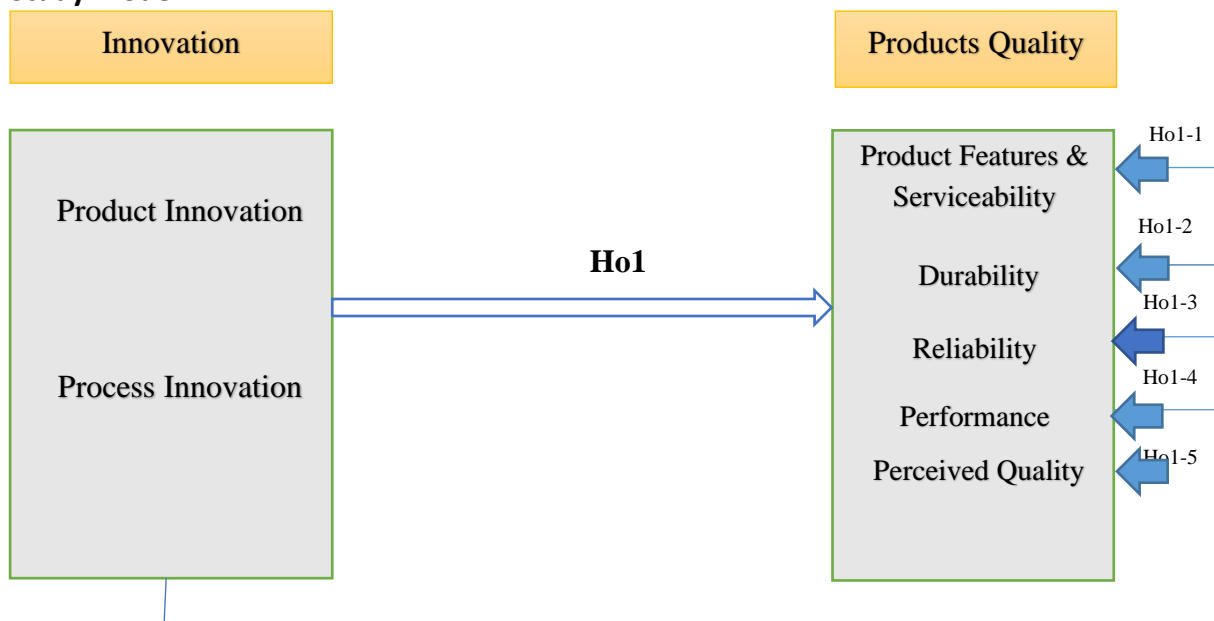 Innovation
Products Quality
Product Innovation
Process Innovation
Ho1
Product Features &
Serviceability
Durability
Reliability
Performance
Perceived Quality
Ho1-1
Ho1-2
Ho1-3
Ho1-4
Ho1-5